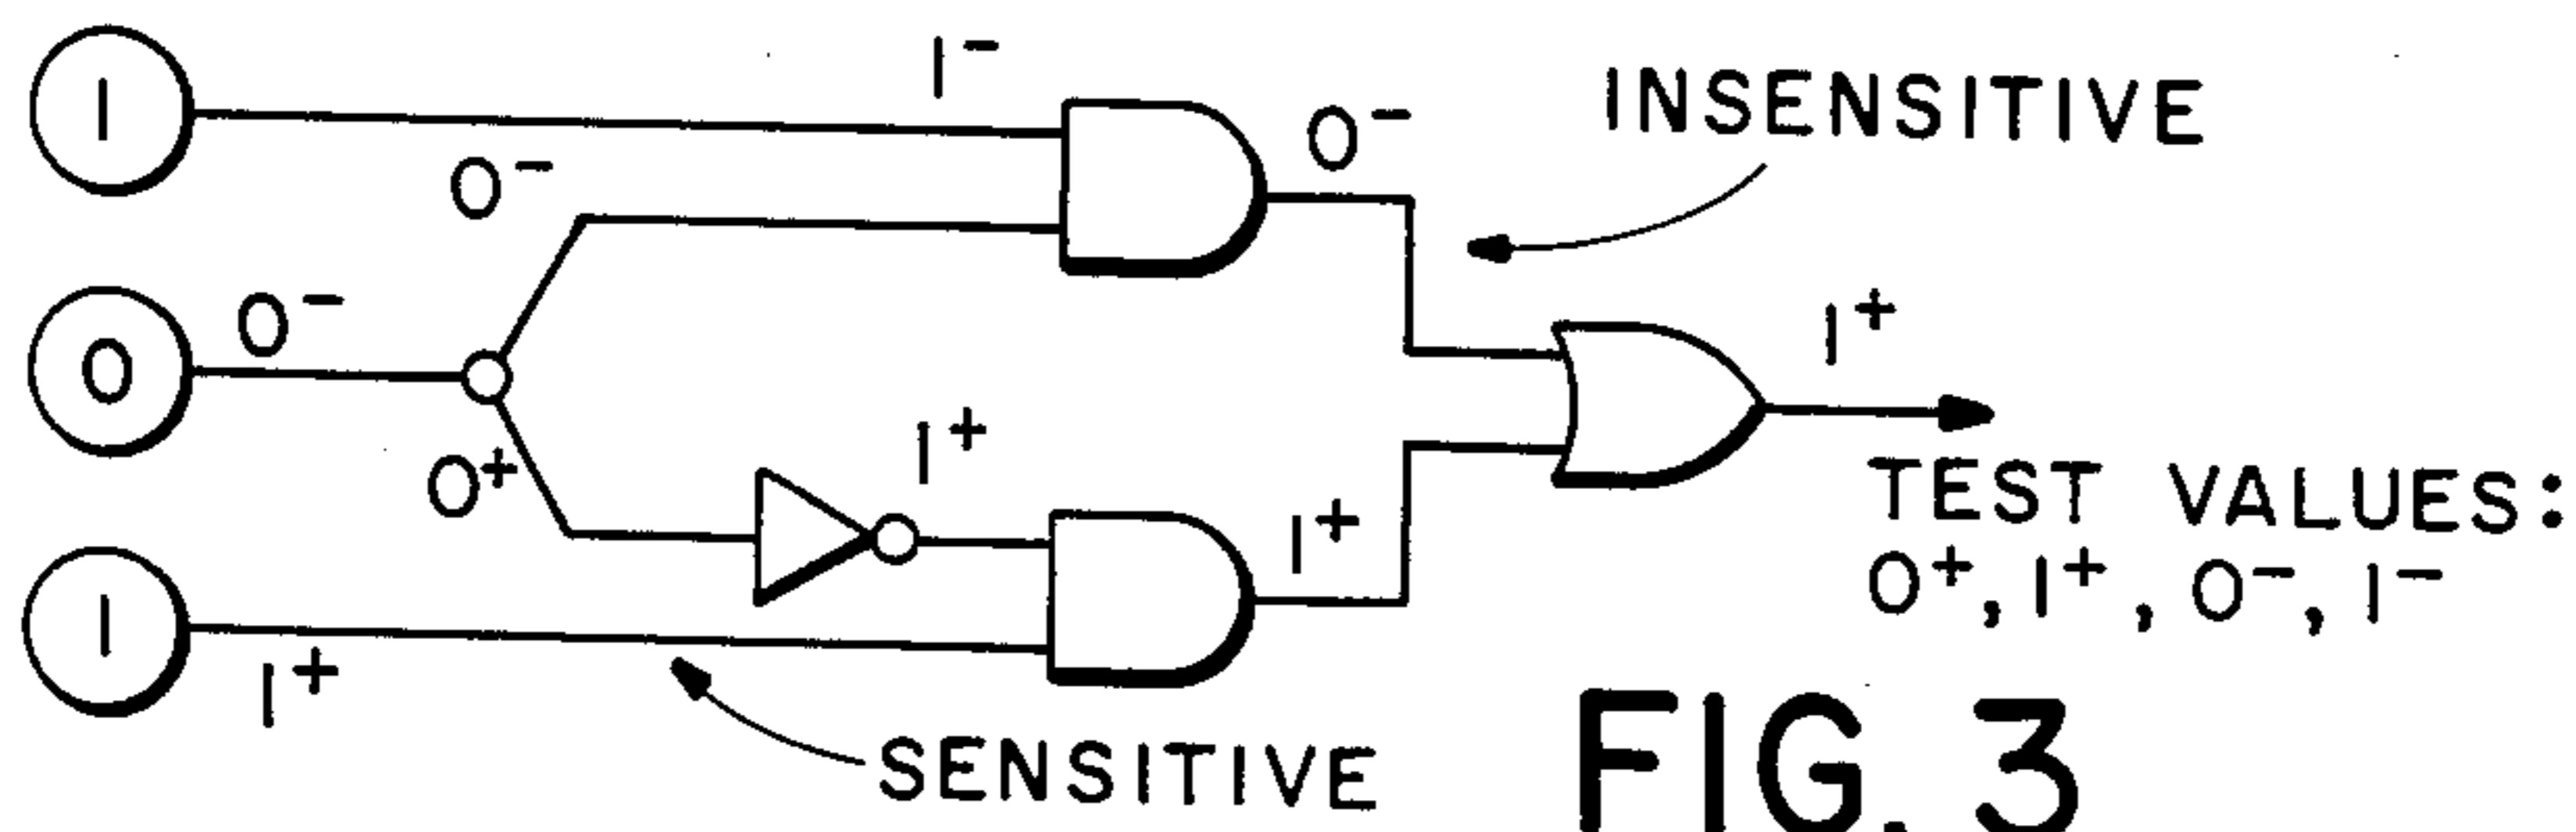 1
1⁻
0⁻
INSENSITIVE
0⁻
0
0⁻
0⁺
1⁺
1⁺
1
1⁺
1⁺
SENSITIVE
TEST VALUES:
0⁺, 1⁺, 0⁻, 1⁻
FIG. 3